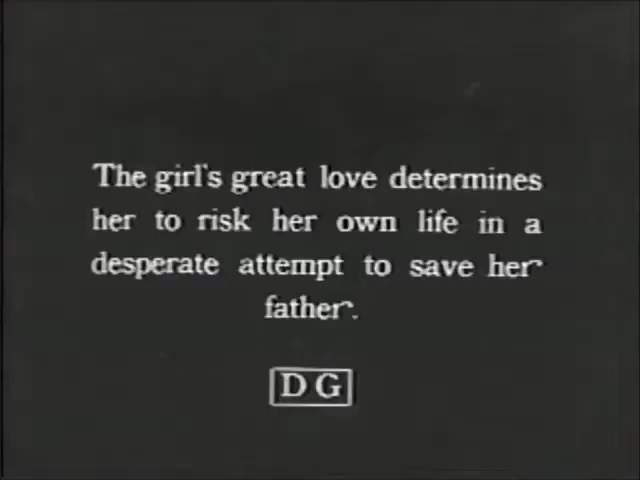 The girl's great love determines
her to risk her own life in a
desperate attempt to save her
father.
DG